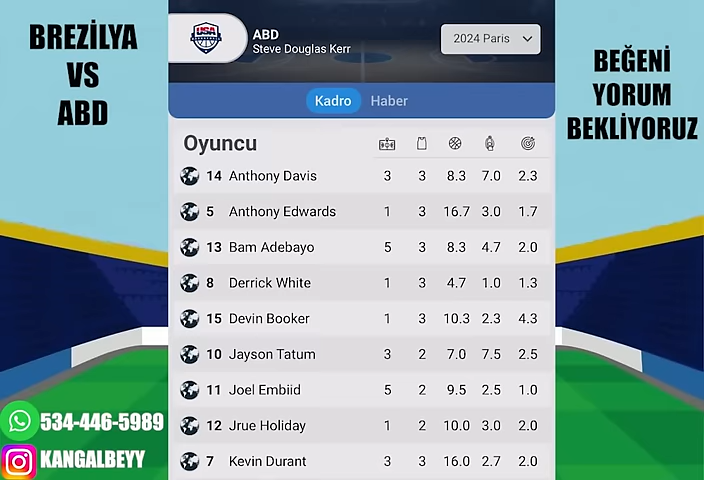 BREZİLYA
VS
ABD
USA
ABD
Steve Douglas Kerr
2024 Paris
BEĞENİ
YORUM
BEKLİYORUZ
Kadro Haber
Oyuncu
14 Anthony Davis 3 3 8.3 7.0 2.3
5 Anthony Edwards 1 3 16.7 3.0 1.7
13 Bam Adebayo 5 3 8.3 4.7 2.0
8 Derrick White 1 3 4.7 1.0 1.3
15 Devin Booker 1 3 10.3 2.3 4.3
10 Jayson Tatum 3 2 7.0 7.5 2.5
11 Joel Embiid 5 2 9.5 2.5 1.0
12 Jrue Holiday 1 2 10.0 3.0 2.0
7 Kevin Durant 3 3 16.0 2.7 2.0
534-446-5989
KANGALBEYY